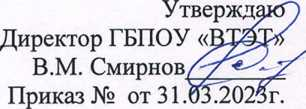 Утверждаю
Директор ГБПОУ «ВТЭТ»
В.М. Смирнов
Приказ № от 31.03.2023г.